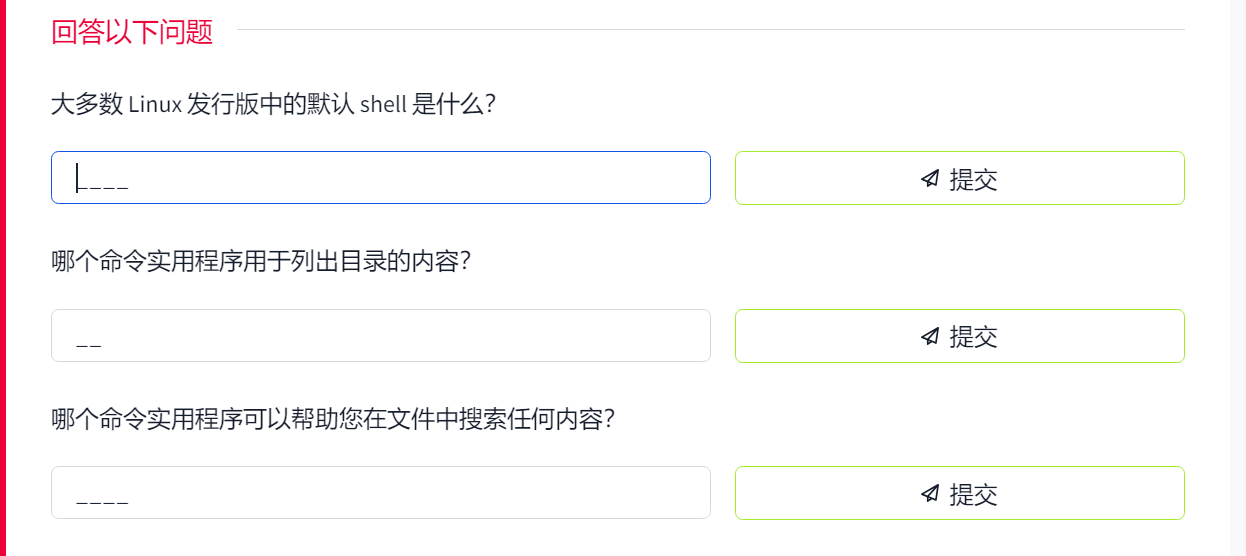 回答以下问题
大多数 Linux 发行版中的默认 shell 是什么？
____
提交
哪个命令实用程序用于列出目录的内容？
__
提交
哪个命令实用程序可以帮助您在文件中搜索任何内容？
____
提交